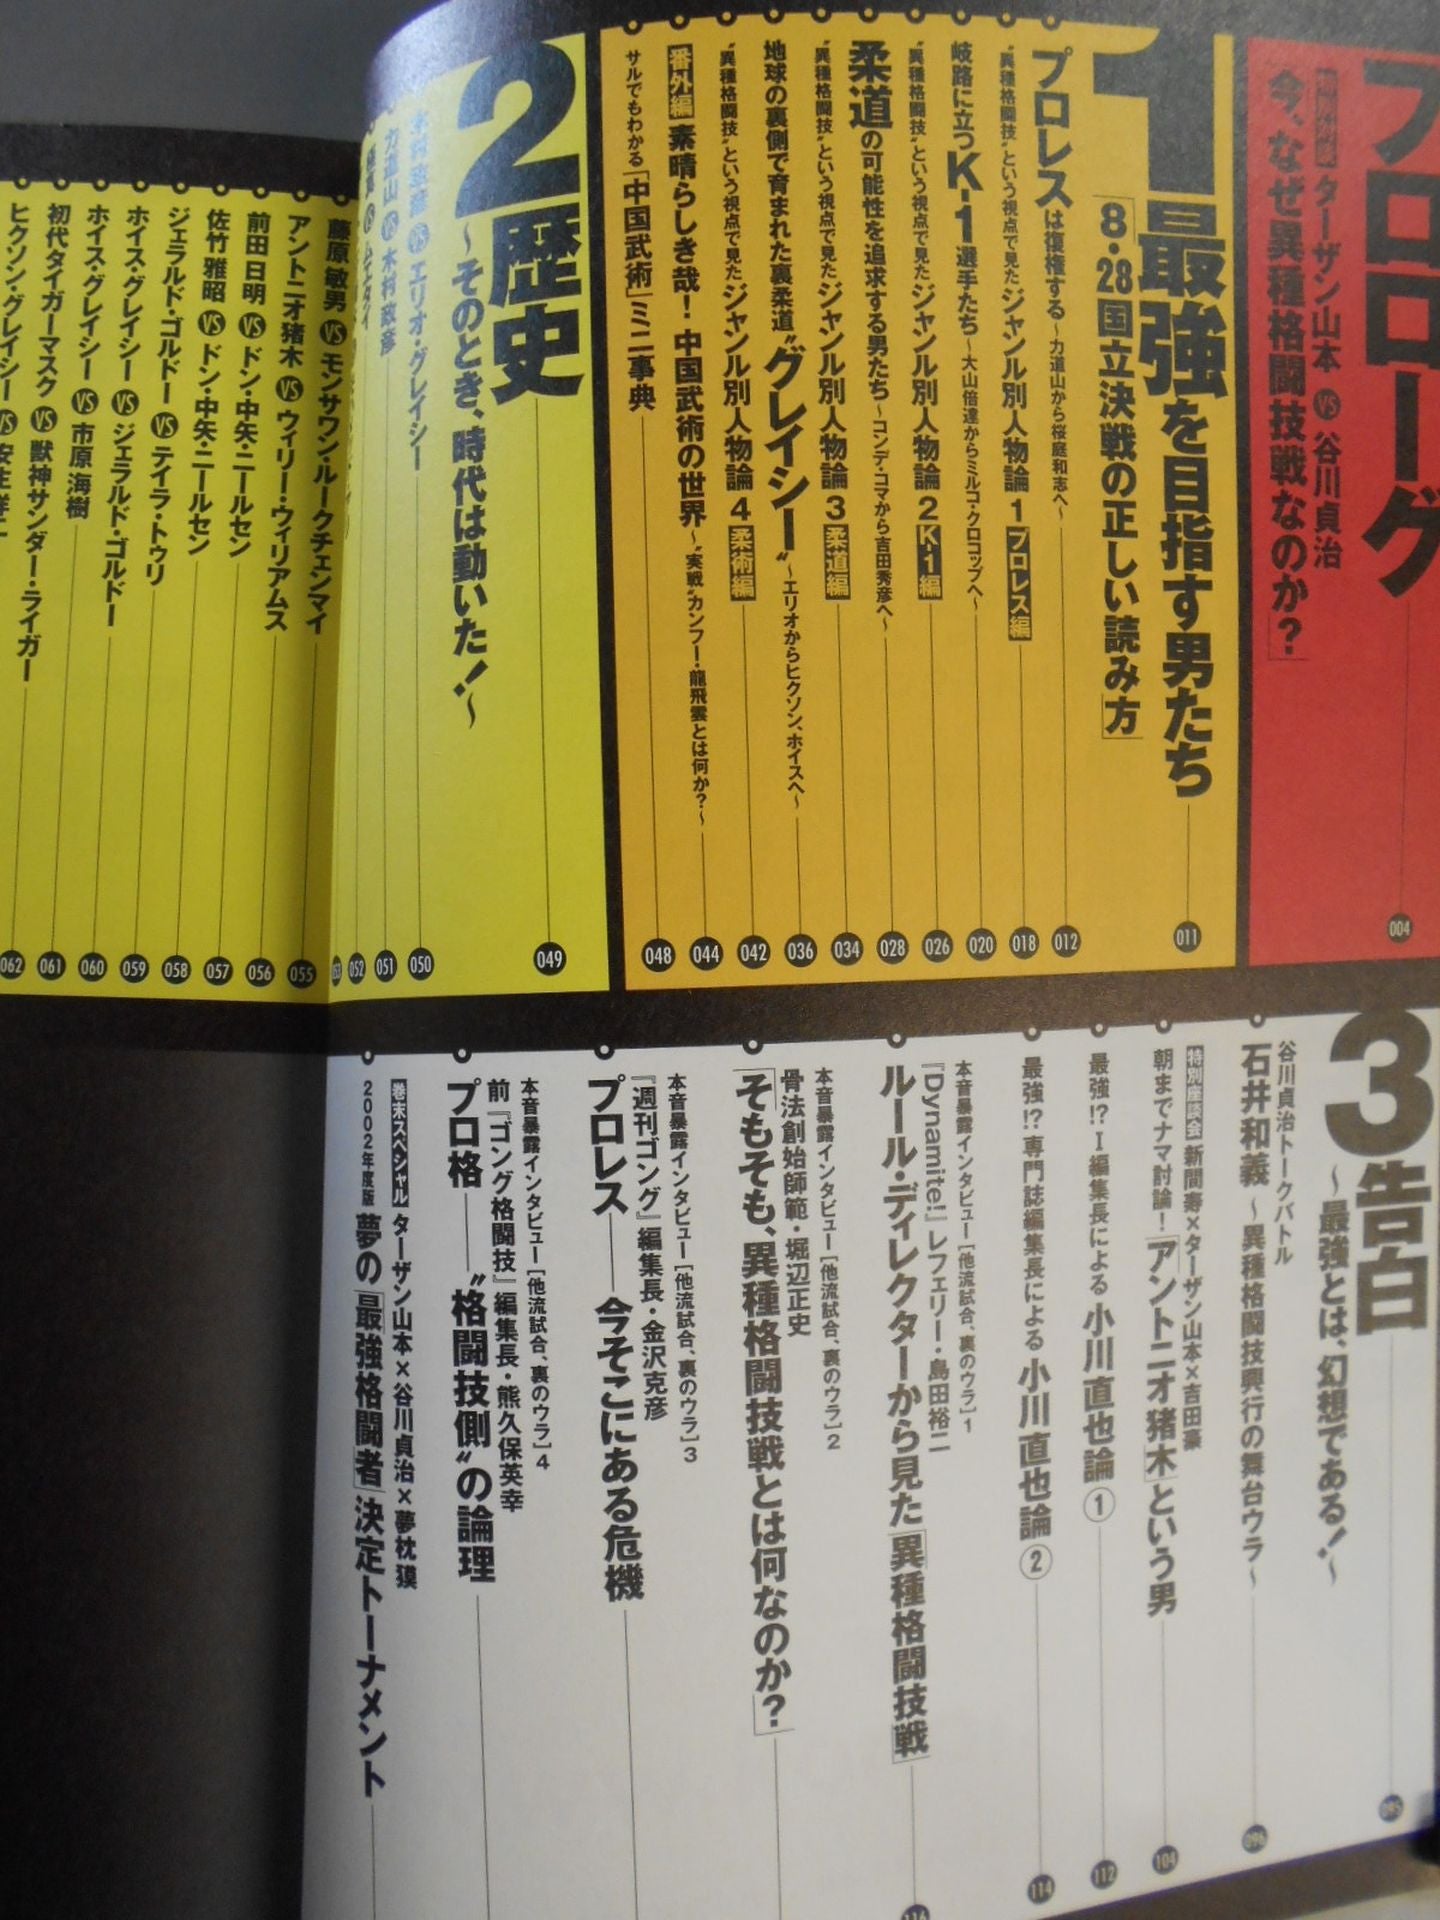 プロローグ
ターザン山本 VS 谷川貞治
「今、なぜ異種格闘技戦なのか？」
004
1 最強を目指す男たち
011
「8・28国立決戦の正しい読み方」
プロレスは復権する〜力道山から桜庭和志へ〜
012
“異種格闘技”という視点で見たジャンル別人物論1 プロレス編
018
岐路に立つK-1選手たち〜大山倍達からミルコ・クロコップへ〜
020
“異種格闘技”という視点で見たジャンル別人物論2 K-1編
026
柔道の可能性を追求する男たち〜コンデ・コマから吉田秀彦へ〜
028
“異種格闘技”という視点で見たジャンル別人物論3 柔道編
034
地球の裏側で育まれた裏柔道“グレイシー”〜エリオからヒクソン、ホイスへ〜
036
“異種格闘技”という視点で見たジャンル別人物論4 柔術編
042
番外編 素晴らしき哉！中国武術の世界〜“実戦”カンフー・龍飛雲とは何か？〜
044
サルでもわかる「中国武術」ミニ事典
048
2 歴史
049
〜そのとき、時代は動いた！〜
木村政彦 VS エリオ・グレイシー
050
力道山 VS 木村政彦
051
052
053
藤原敏男 VS モンサワン・ルークチェンマイ
055
アントニオ猪木 VS ウィリー・ウィリアムス
056
前田日明 VS ドン・中矢・ニールセン
057
佐竹雅昭 VS ドン・中矢・ニールセン
058
ジェラルド・ゴルドー VS テイラ・トゥリ
059
ホイス・グレイシー VS ジェラルド・ゴルドー
060
ホイス・グレイシー VS 市原海樹
061
初代タイガーマスク VS 獣神サンダー・ライガー
062
ヒクソン・グレイシー VS
3 告白
095
〜最強とは、幻想である！〜
谷川貞治トークバトル
石井和義 〜異種格闘技興行の舞台ウラ〜
096
特別座談会 新間寿×ターザン山本×吉田豪
朝までナマ討論！「アントニオ猪木」という男
104
最強!?Ｉ編集長による 小川直也論①
112
最強!?専門誌編集長による 小川直也論②
114
本音暴露インタビュー［他流試合、裏のウラ］1
『Dynamite!』レフェリー・島田裕二
ルール・ディレクターから見た「異種格闘技戦」
116
本音暴露インタビュー［他流試合、裏のウラ］2
骨法創始師範・堀辺正史
「そもそも、異種格闘技戦とは何なのか？」
本音暴露インタビュー［他流試合、裏のウラ］3
『週刊ゴング』編集長・金沢克彦
プロレス──今そこにある危機
本音暴露インタビュー［他流試合、裏のウラ］4
前『ゴング格闘技』編集長・熊久保英幸
プロ格──“格闘技側”の論理
巻末スペシャル ターザン山本×谷川貞治×夢枕獏
2002年度版 夢の「最強格闘者」決定トーナメント